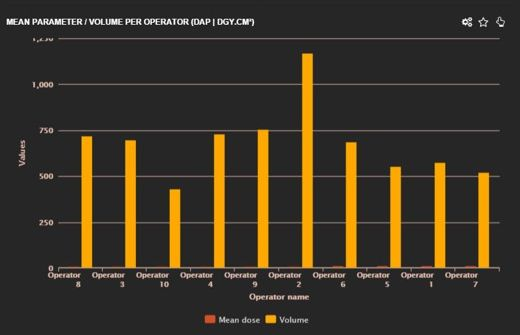 MEAN PARAMETER / VOLUME PER OPERATOR (DAP | DGY.CM²)
1,250
1,000
750
500
250
0
Values
Operator 8
Operator 3
Operator 10
Operator 4
Operator 9
Operator 2
Operator 6
Operator 5
Operator 1
Operator 7
Operator name
Mean dose
Volume